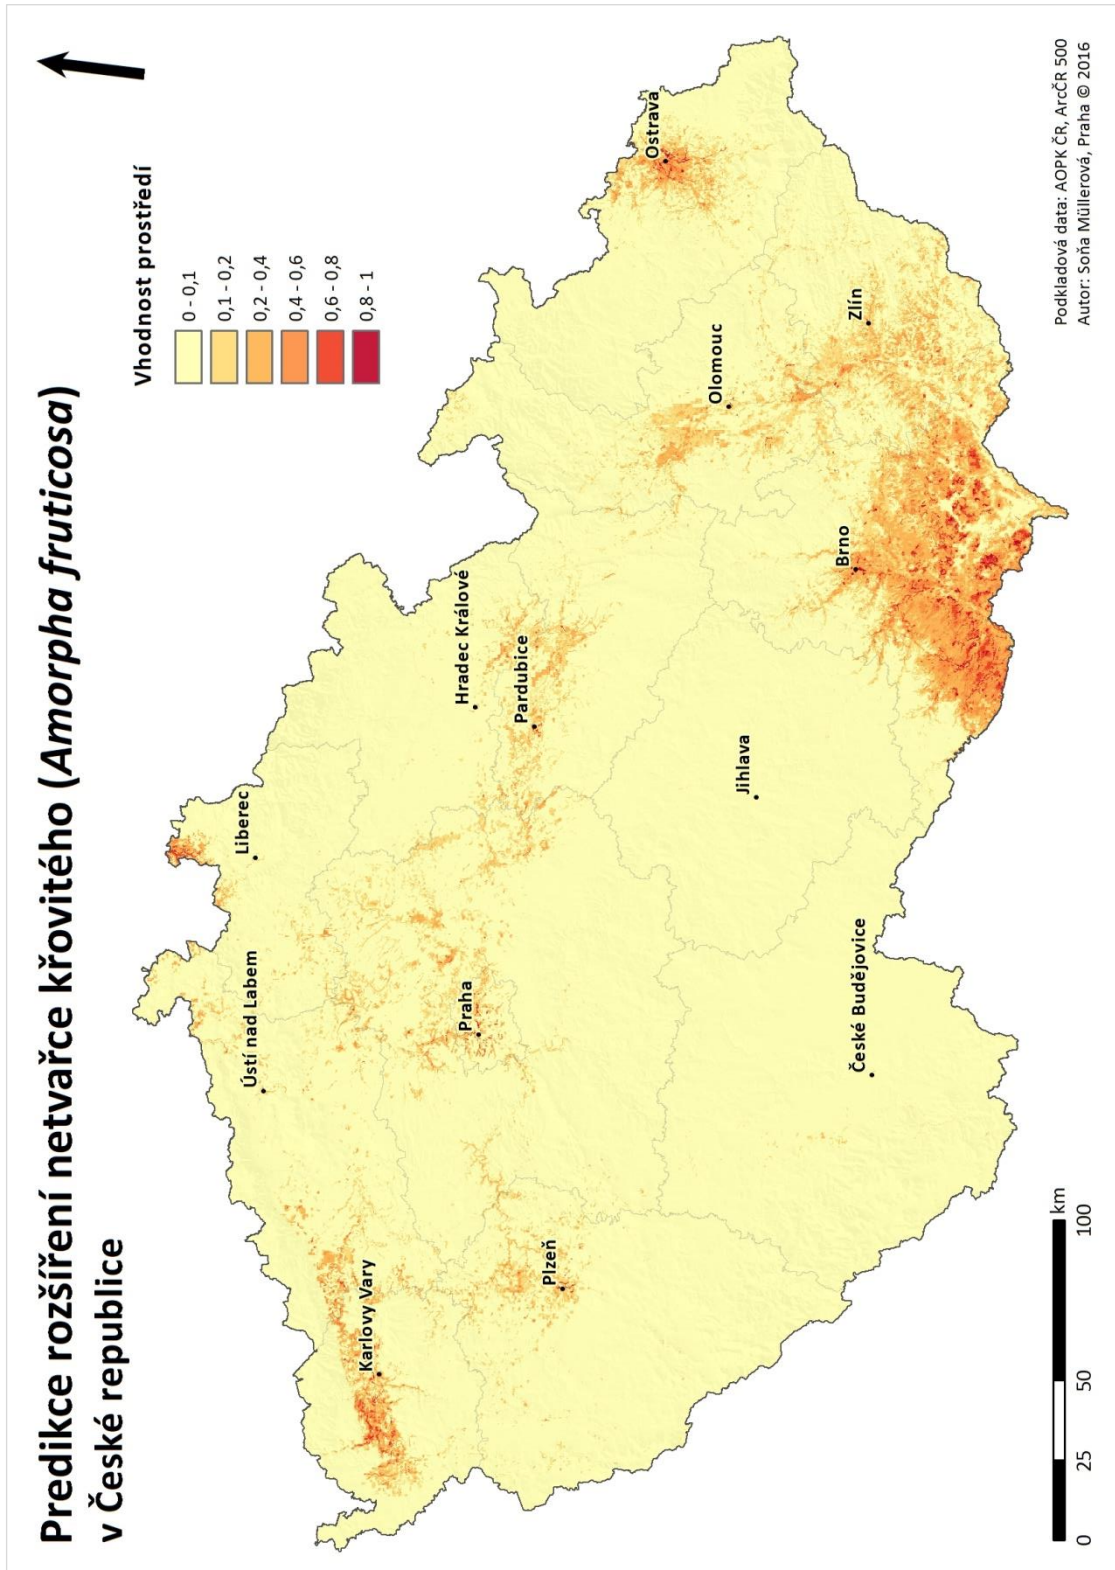 Predikce rozšíření netvařce křovitého (Amorpha fruticosa)
v České republice
Vhodnost prostředí
0 - 0,1
0,1 - 0,2
0,2 - 0,4
0,4 - 0,6
0,6 - 0,8
0,8 - 1
Liberec
Ústí nad Labem
Karlovy Vary
Praha
Hradec Králové
Pardubice
Plzeň
Ostrava
Olomouc
Jihlava
Zlín
Brno
České Budějovice
0 25 50 100 km
Podkladová data: AOPK ČR, ArcČR 500
Autor: Soňa Müllerová, Praha © 2016